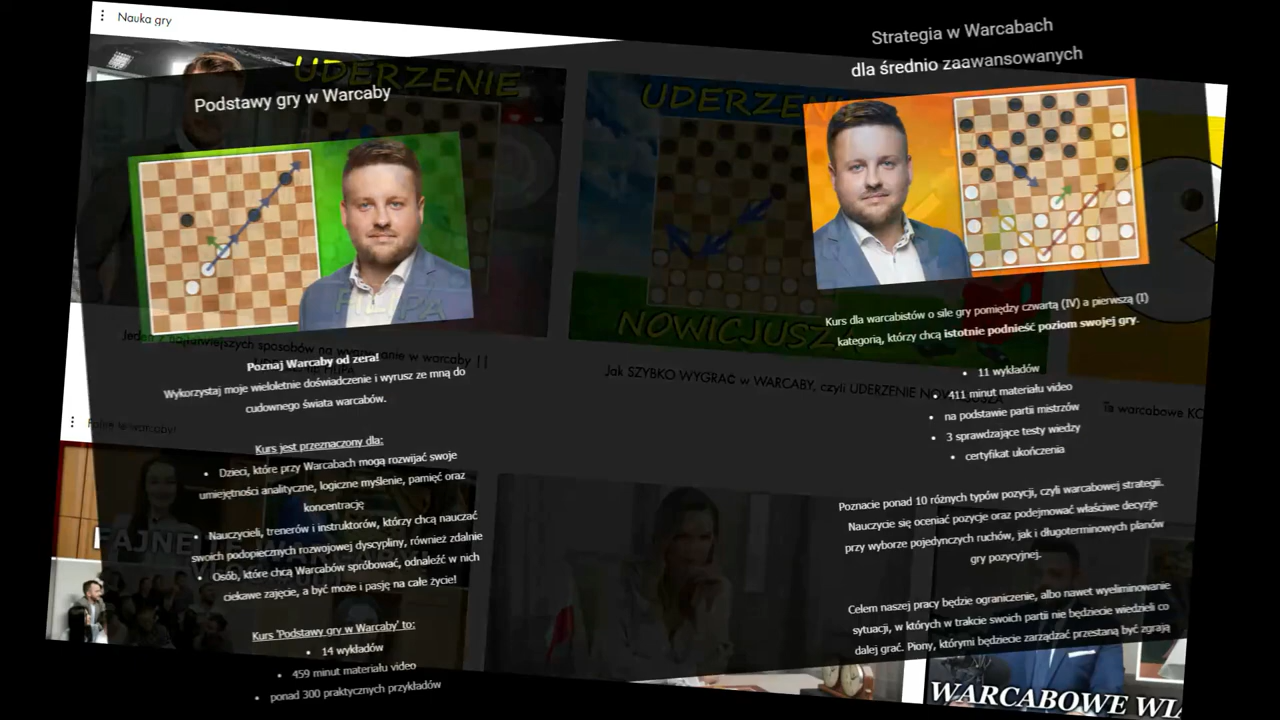 Nauka gry
UDERZENIE
Podstawy gry w Warcaby
FILIPA
Poznaj Warcaby od zera!
Wykorzystaj moje wieloletnie doświadczenie i wyrusz ze mną do
cudownego świata warcabów.
Kurs jest przeznaczony dla:
• Dzieci, które przy Warcabach mogą rozwijać swoje
umiejętności analityczne, logiczne myślenie, pamięć oraz
koncentrację
• Nauczycieli, trenerów i instruktorów, którzy chcą nauczać
swoich podopiecznych rozwojowej dyscypliny, również zdalnie
• Osób, które chcą Warcabów spróbować, odnaleźć w nich
ciekawe zajęcie, a być może i pasję na całe życie!
Kurs 'Podstawy gry w Warcaby' to:
• 14 wykładów
• 459 minut materiału video
• ponad 300 praktycznych przykładów
FAJNE
UDERZENIE
NOWICJUSZA
Jak SZYBKO WYGRAĆ w WARCABY, czyli UDERZENIE NOWICJUSZA
Te warcabowe KO
Strategia w Warcabach
dla średnio zaawansowanych
Kurs dla warcabistów o sile gry pomiędzy czwartą (IV) a pierwszą (I)
kategorią, którzy chcą istotnie podnieść poziom swojej gry.
• 11 wykładów
• 411 minut materiału video
• na podstawie partii mistrzów
• 3 sprawdzające testy wiedzy
• certyfikat ukończenia
Poznacie ponad 10 różnych typów pozycji, czyli warcabowej strategii.
Nauczycie się oceniać pozycje oraz podejmować właściwe decyzje
przy wyborze pojedynczych ruchów, jak i długoterminowych planów
gry pozycyjnej.
Celem naszej pracy będzie ograniczenie, albo nawet wyeliminowanie
sytuacji, w których w trakcie swoich partii nie będziecie wiedzieli co
dalej grać. Piony, którymi będziecie zarządzać przestaną być zgrają
WARCABOWE WIA